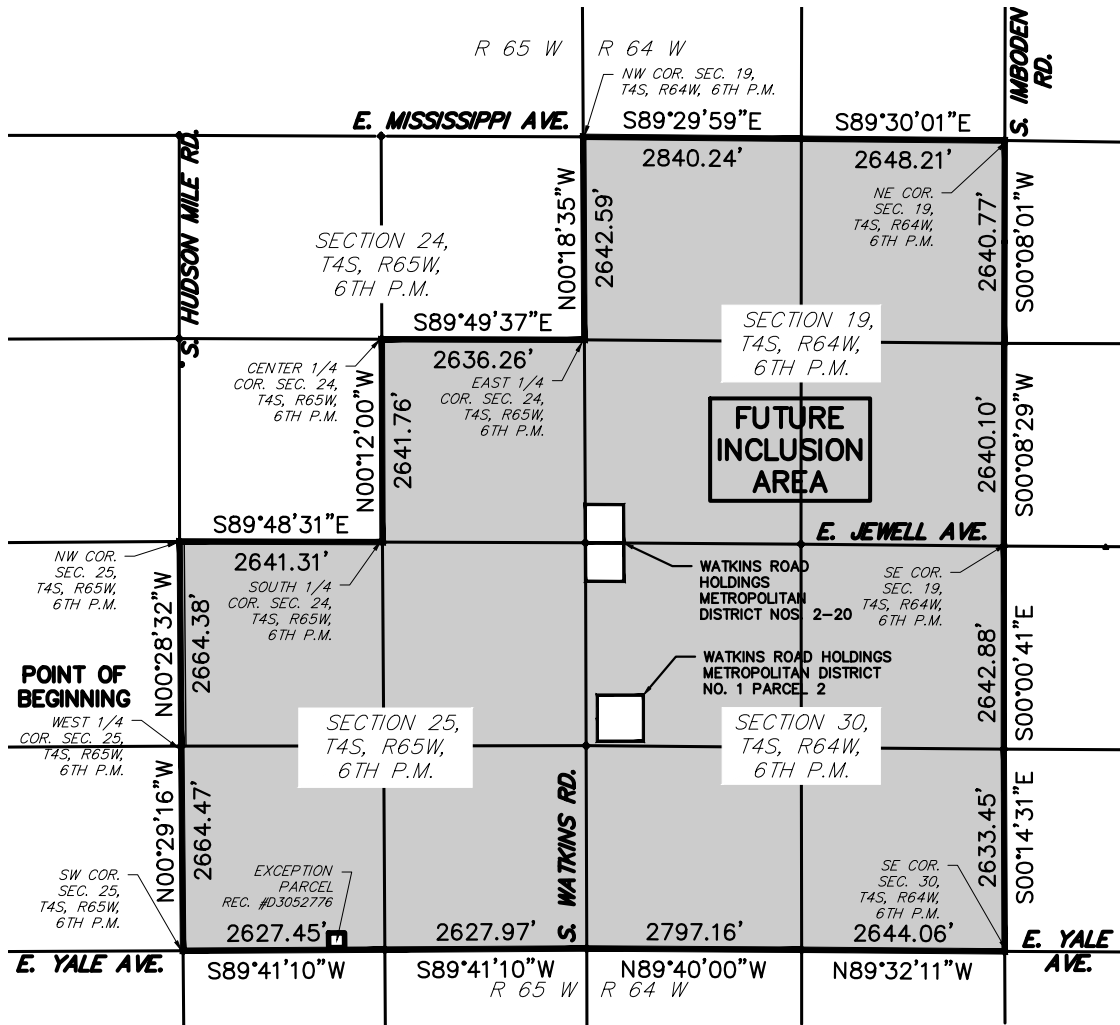 R 65 W
R 64 W
S. IMBODEN
RD.
NW COR. SEC. 19,
T4S, R64W, 6TH P.M.
E. MISSISSIPPI AVE.
S89°29'59"E
S89°30'01"E
2840.24'
2648.21'
S. HUDSON MILE RD.
N00°18'35"W
2642.59'
NE COR.
SEC. 19,
T4S, R64W,
6TH P.M.
2640.77'
S00°08'01"W
SECTION 24,
T4S, R65W,
6TH P.M.
S89°49'37"E
2636.26'
SECTION 19,
T4S, R64W,
6TH P.M.
CENTER 1/4
COR. SEC. 24,
T4S, R65W,
6TH P.M.
N00°12'00"W
2641.76'
EAST 1/4
COR. SEC. 24,
T4S, R65W,
6TH P.M.
FUTURE
INCLUSION
AREA
2640.10'
S00°08'29"W
S89°48'31"E
2641.31'
E. JEWELL AVE.
NW COR.
SEC. 25,
T4S, R65W,
6TH P.M.
SOUTH 1/4
COR. SEC. 24,
T4S, R65W,
6TH P.M.
WATKINS ROAD
HOLDINGS
METROPOLITAN
DISTRICT NOS. 2-20
SE COR.
SEC. 19,
T4S, R64W,
6TH P.M.
N00°28'32"W
2664.38'
2642.88'
S00°00'41"E
POINT OF
BEGINNING
WEST 1/4
COR. SEC. 25,
T4S, R65W,
6TH P.M.
WATKINS ROAD HOLDINGS
METROPOLITAN DISTRICT
NO. 1 PARCEL 2
SECTION 25,
T4S, R65W,
6TH P.M.
SECTION 30,
T4S, R64W,
6TH P.M.
N00°29'16"W
2664.47'
S. WATKINS RD.
2633.45'
S00°14'31"E
SW COR.
SEC. 25,
T4S, R65W,
6TH P.M.
EXCEPTION
PARCEL
REC. #D3052776
SE COR.
SEC. 30,
T4S, R64W,
6TH P.M.
2627.45'
2627.97'
2797.16'
2644.06'
E. YALE AVE.
S89°41'10"W
S89°41'10"W
N89°40'00"W
N89°32'11"W
E. YALE
AVE.
R 65 W
R 64 W